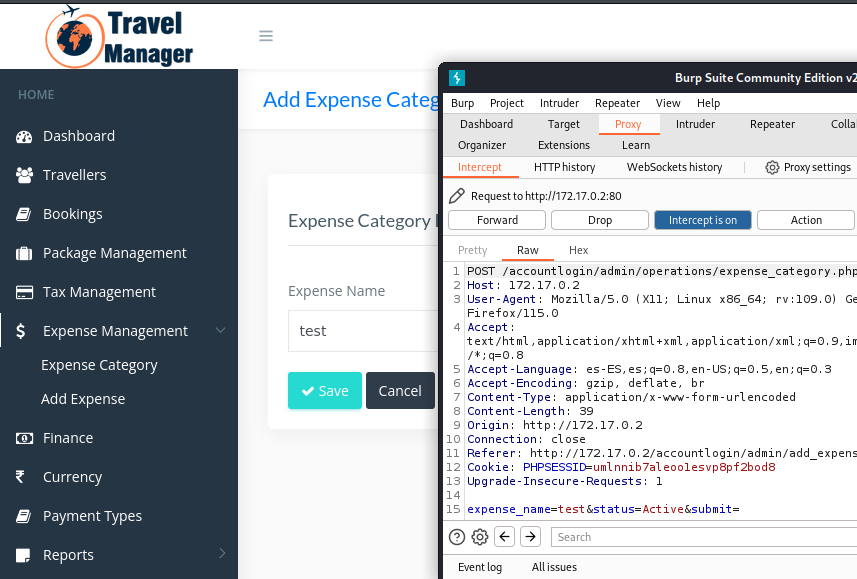 Travel
Manager
HOME
Dashboard
Travellers
Bookings
Package Management
Tax Management
Expense Management
Expense Category
Add Expense
Finance
Currency
Payment Types
Reports
Add Expense Categ
Expense Category
Expense Name
test
Save Cancel
Burp Suite Community Edition v2
Burp Project Intruder Repeater View Help
Dashboard Target Proxy Intruder Repeater Colla
Organizer Extensions Learn
Intercept HTTP history WebSockets history Proxy settings
Request to http://172.17.0.2:80
Forward Drop Intercept is on Action
Pretty Raw Hex
1 POST /accountlogin/admin/operations/expense_category.php
2 Host: 172.17.0.2
3 User-Agent: Mozilla/5.0 (X11; Linux x86_64; rv:109.0) Ge
Firefox/115.0
4 Accept:
text/html,application/xhtml+xml,application/xml;q=0.9,im
/*;q=0.8
5 Accept-Language: es-ES,es;q=0.8,en-US;q=0.5,en;q=0.3
6 Accept-Encoding: gzip, deflate, br
7 Content-Type: application/x-www-form-urlencoded
8 Content-Length: 39
9 Origin: http://172.17.0.2
10 Connection: close
11 Referer: http://172.17.0.2/accountlogin/admin/add_expens
12 Cookie: PHPSESSID=umlnnib7aleoo1esvp8pf2bod8
13 Upgrade-Insecure-Requests: 1
14
15 expense_name=test&status=Active&submit=
Search
Event log All issues